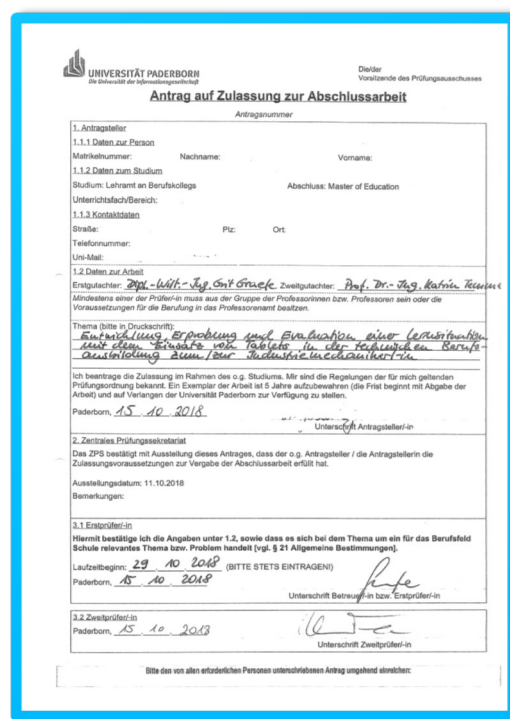 UNIVERSITÄT PADERBORN
Die Universität der Informationsgesellschaft
Die/der
Vorsitzende des Prüfungsausschusses
Antrag auf Zulassung zur Abschlussarbeit
Antragsnummer
1. Antragsteller
1.1.1 Daten zur Person
Matrikelnummer: Nachname: Vorname:
1.1.2 Daten zum Studium
Studium: Lehramt an Berufskollegs Abschluss: Master of Education
Unterrichtsfach/Bereich:
1.1.3 Kontaktdaten
Straße: Plz: Ort:
Telefonnummer:
Uni-Mail:
1.2 Daten zur Arbeit
Erstgutachter: Dipl.-Wirt.-Ing. Grit Graefe Zweitgutachter: Prof. Dr.-Ing. Katrin
Mindestens einer der Prüfer/-in muss aus der Gruppe der Professorinnen bzw. Professoren sein oder die
Voraussetzungen für die Berufung in das Professorenamt besitzen.
Thema (bitte in Druckschrift):
Entwicklung, Erprobung und Evaluation einer Lernsituation
mit dem Einsatz von Tablets in der technischen Berufs-
ausbildung zum/zur Industriemechaniker/-in
Ich beantrage die Zulassung im Rahmen des o.g. Studiums. Mir sind die Regelungen der für mich geltenden
Prüfungsordnung bekannt. Ein Exemplar der Arbeit ist 5 Jahre aufzubewahren (die Frist beginnt mit Abgabe der
Arbeit) und auf Verlangen der Universität Paderborn zur Verfügung zu stellen.
Paderborn, 15 10 2018
Unterschrift Antragsteller/-in
2. Zentrales Prüfungssekretariat
Das ZPS bestätigt mit Ausstellung dieses Antrages, dass der o.g. Antragsteller / die Antragstellerin die
Zulassungsvoraussetzungen zur Vergabe der Abschlussarbeit erfüllt hat.
Ausstellungsdatum: 11.10.2018
Bemerkungen:
3.1 Erstprüfer/-in
Hiermit bestätige ich die Angaben unter 1.2, sowie dass es sich bei dem Thema um ein für das Berufsfeld
Schule relevantes Thema bzw. Problem handelt [vgl. § 21 Allgemeine Bestimmungen].
Laufzeitbeginn: 29 10 2018 (BITTE STETS EINTRAGEN!)
Paderborn, 15 10 2018
Unterschrift Betreuer/-in bzw. Erstprüfer/-in
3.2 Zweitprüfer/-in
Paderborn, 15 10 2018
Unterschrift Zweitprüfer/-in
Bitte den von allen erforderlichen Personen unterschriebenen Antrag umgehend einreichen: